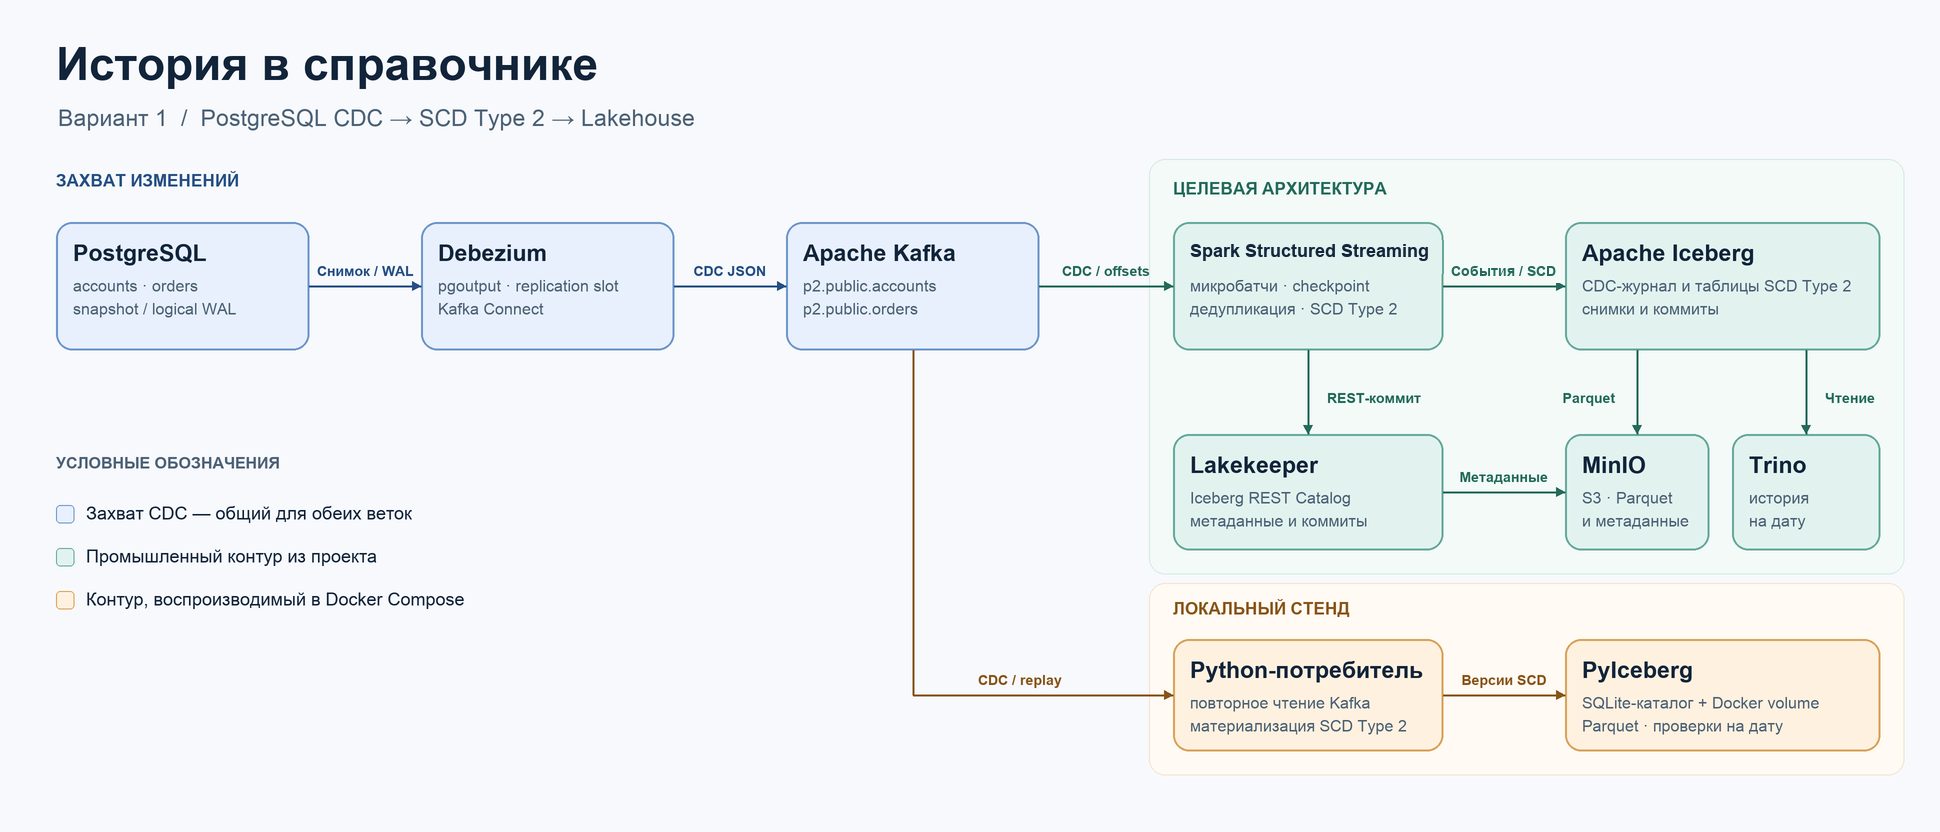 История в справочнике
Вариант 1 / PostgreSQL CDC → SCD Type 2 → Lakehouse
ЗАХВАТ ИЗМЕНЕНИЙ
PostgreSQL
accounts · orders
snapshot / logical WAL
Снимок / WAL
Debezium
pgoutput · replication slot
Kafka Connect
CDC JSON
Apache Kafka
p2.public.accounts
p2.public.orders
CDC / offsets
ЦЕЛЕВАЯ АРХИТЕКТУРА
Spark Structured Streaming
микробатчи · checkpoint
дедупликация · SCD Type 2
События / SCD
Apache Iceberg
CDC-журнал и таблицы SCD Type 2
снимки и коммиты
REST-коммит
Parquet
Чтение
Lakekeeper
Iceberg REST Catalog
метаданные и коммиты
Метаданные
MinIO
S3 · Parquet
и метаданные
Trino
история
на дату
УСЛОВНЫЕ ОБОЗНАЧЕНИЯ
Захват CDC — общий для обеих веток
Промышленный контур из проекта
Контур, воспроизводимый в Docker Compose
CDC / replay
ЛОКАЛЬНЫЙ СТЕНД
Python-потребитель
повторное чтение Kafka
материализация SCD Type 2
Версии SCD
PyIceberg
SQLite-каталог + Docker volume
Parquet · проверки на дату